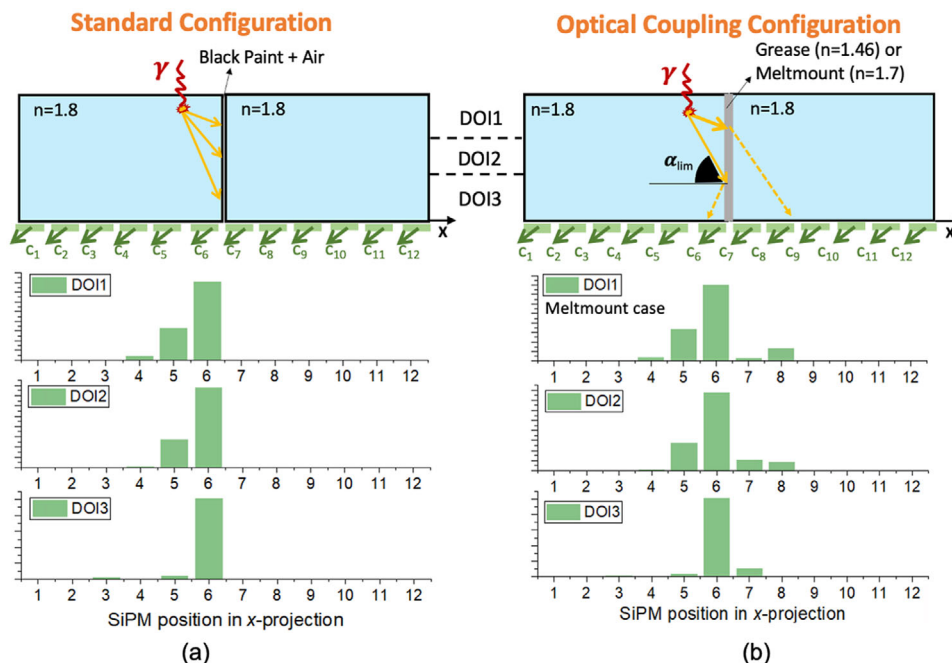 Standard Configuration
Black Paint + Air
γ
n=1.8
n=1.8
x
C1 C2 C3 C4 C5 C6 C7 C8 C9 C10 C11 C12
DOI1
DOI2
DOI3
Optical Coupling Configuration
Grease (n=1.46) or
Meltmount (n=1.7)
γ
n=1.8
n=1.8
αlim
x
C1 C2 C3 C4 C5 C6 C7 C8 C9 C10 C11 C12
DOI1
1 2 3 4 5 6 7 8 9 10 11 12
DOI2
1 2 3 4 5 6 7 8 9 10 11 12
DOI3
1 2 3 4 5 6 7 8 9 10 11 12
SiPM position in x-projection
(a)
DOI1
Meltmount case
1 2 3 4 5 6 7 8 9 10 11 12
DOI2
1 2 3 4 5 6 7 8 9 10 11 12
DOI3
1 2 3 4 5 6 7 8 9 10 11 12
SiPM position in x-projection
(b)